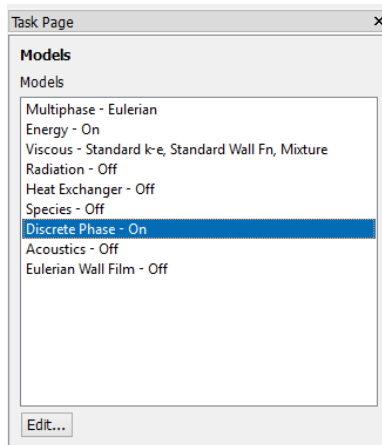 Task Page
Models
Models
Multiphase - Eulerian
Energy - On
Viscous - Standard k-e, Standard Wall Fn, Mixture
Radiation - Off
Heat Exchanger - Off
Species - Off
Discrete Phase - On
Acoustics - Off
Eulerian Wall Film - Off
Edit...